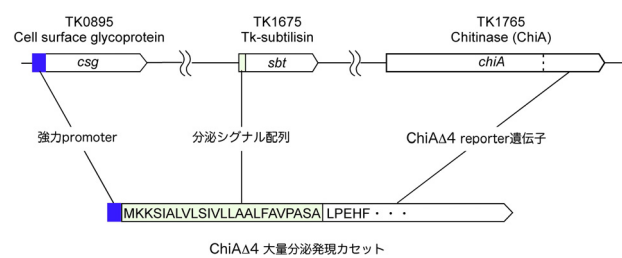 TK0895
Cell surface glycoprotein
TK1675
Tk-subtilisin
TK1765
Chitinase (ChiA)
csg
sbt
chiA
強力promoter
分泌シグナル配列
ChiAΔ4 reporter遺伝子
MKKSIALVLSIVLLAALFAVPASA LPEHF・・・
ChiAΔ4 大量分泌発現カセット